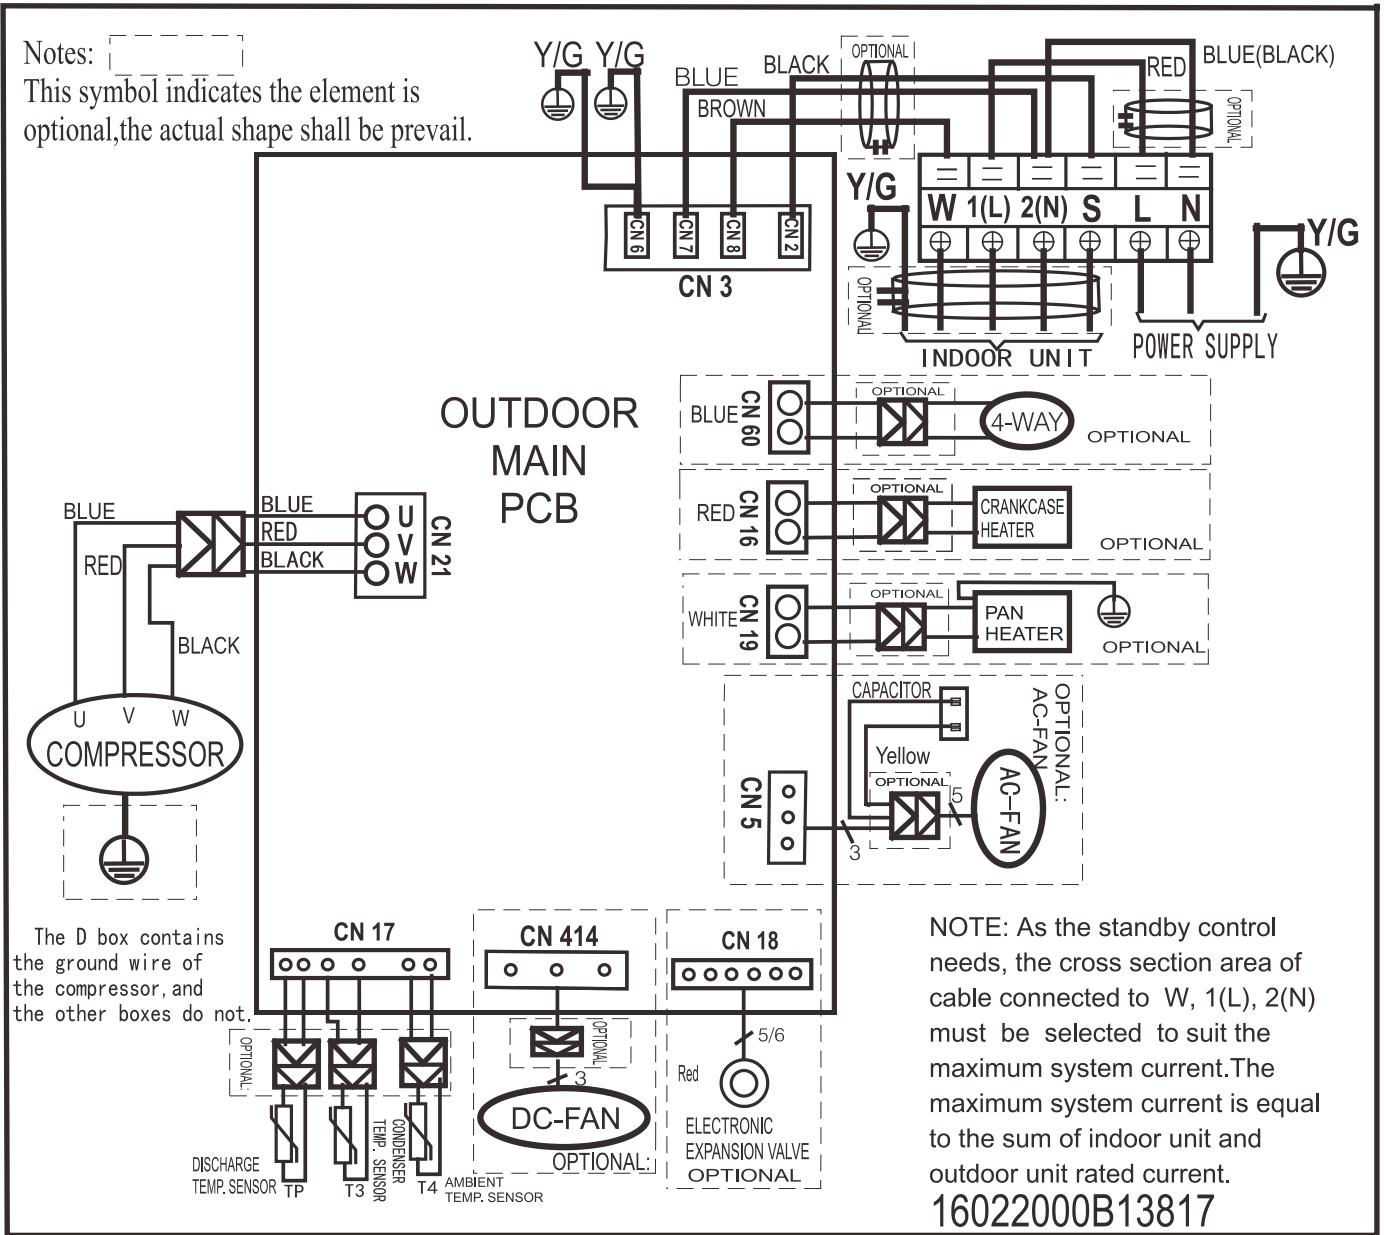 Notes:
This symbol indicates the element is
optional,the actual shape shall be prevail.
Y/G Y/G
BLUE
BLACK
BROWN
OPTIONAL
RED
BLUE(BLACK)
OPTIONAL
Y/G
W 1(L) 2(N) S L N
Y/G
OPTIONAL
INDOOR UNIT
POWER SUPPLY
CN 6
CN 7
CN 8
CN 2
CN 3
OUTDOOR
MAIN
PCB
BLUE
CN 60
OPTIONAL
4-WAY
OPTIONAL
RED
CN 16
OPTIONAL
CRANKCASE
HEATER
OPTIONAL
WHITE
CN 19
OPTIONAL
PAN
HEATER
OPTIONAL
BLUE
RED
BLACK
BLUE
RED
BLACK
U
V
W
CN 21
U V W
COMPRESSOR
CAPACITOR
OPTIONAL:
AC-FAN
Yellow
OPTIONAL
CN 5
3
5
AC-FAN
The D box contains
the ground wire of
the compressor,and
the other boxes do not.
CN 17
OPTIONAL:
DISCHARGE
TEMP. SENSOR
TP
T3
CONDENSER
TEMP. SENSOR
T4
AMBIENT
TEMP. SENSOR
CN 414
OPTIONAL
3
DC-FAN
OPTIONAL:
CN 18
5/6
Red
ELECTRONIC
EXPANSION VALVE
OPTIONAL
NOTE: As the standby control
needs, the cross section area of
cable connected to W, 1(L), 2(N)
must be selected to suit the
maximum system current.The
maximum system current is equal
to the sum of indoor unit and
outdoor unit rated current.
16022000B13817